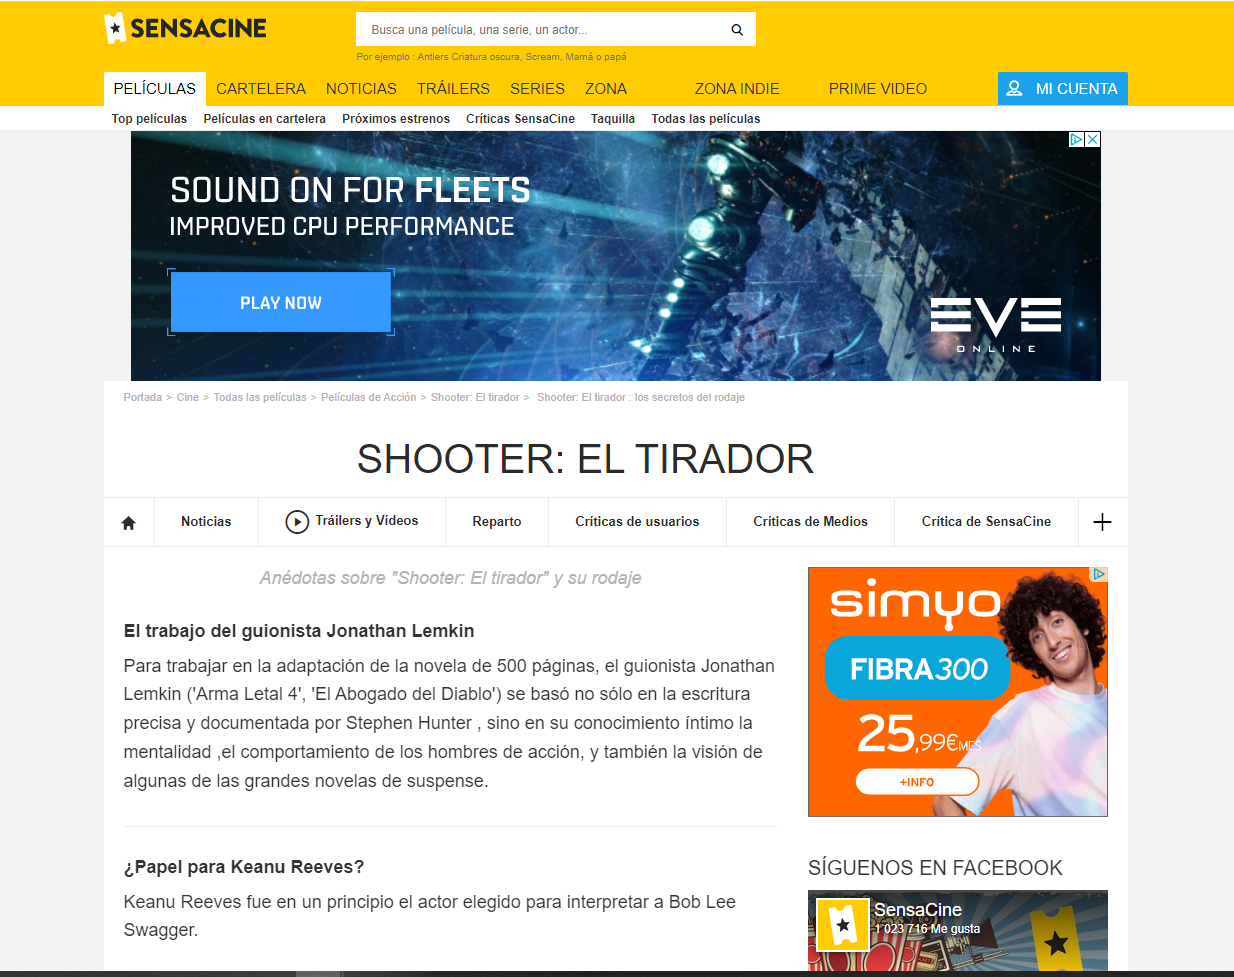 SENSACINE
Busca una película, una serie, un actor...
Por ejemplo : Antlers Criatura oscura, Scream, Mamá o papá
PELÍCULAS CARTELERA NOTICIAS TRÁILERS SERIES ZONA ZONA INDIE PRIME VIDEO MI CUENTA
Top películas Películas en cartelera Próximos estrenos Críticas SensaCine Taquilla Todas las películas
SOUND ON FOR FLEETS
IMPROVED CPU PERFORMANCE
PLAY NOW
EVE
ONLINE
Portada > Cine > Todas las películas > Películas de Acción > Shooter: El tirador > Shooter: El tirador : los secretos del rodaje
SHOOTER: EL TIRADOR
Noticias Tráilers y Vídeos Reparto Críticas de usuarios Críticas de Medios Crítica de SensaCine
Anédotas sobre "Shooter: El tirador" y su rodaje
El trabajo del guionista Jonathan Lemkin
Para trabajar en la adaptación de la novela de 500 páginas, el guionista Jonathan
Lemkin ('Arma Letal 4', 'El Abogado del Diablo') se basó no sólo en la escritura
precisa y documentada por Stephen Hunter , sino en su conocimiento íntimo la
mentalidad ,el comportamiento de los hombres de acción, y también la visión de
algunas de las grandes novelas de suspense.
¿Papel para Keanu Reeves?
Keanu Reeves fue en un principio el actor elegido para interpretar a Bob Lee
Swagger.
simyo
FIBRA300
25,99€MES
+INFO
SÍGUENOS EN FACEBOOK
SensaCine
1 023 716 Me gusta